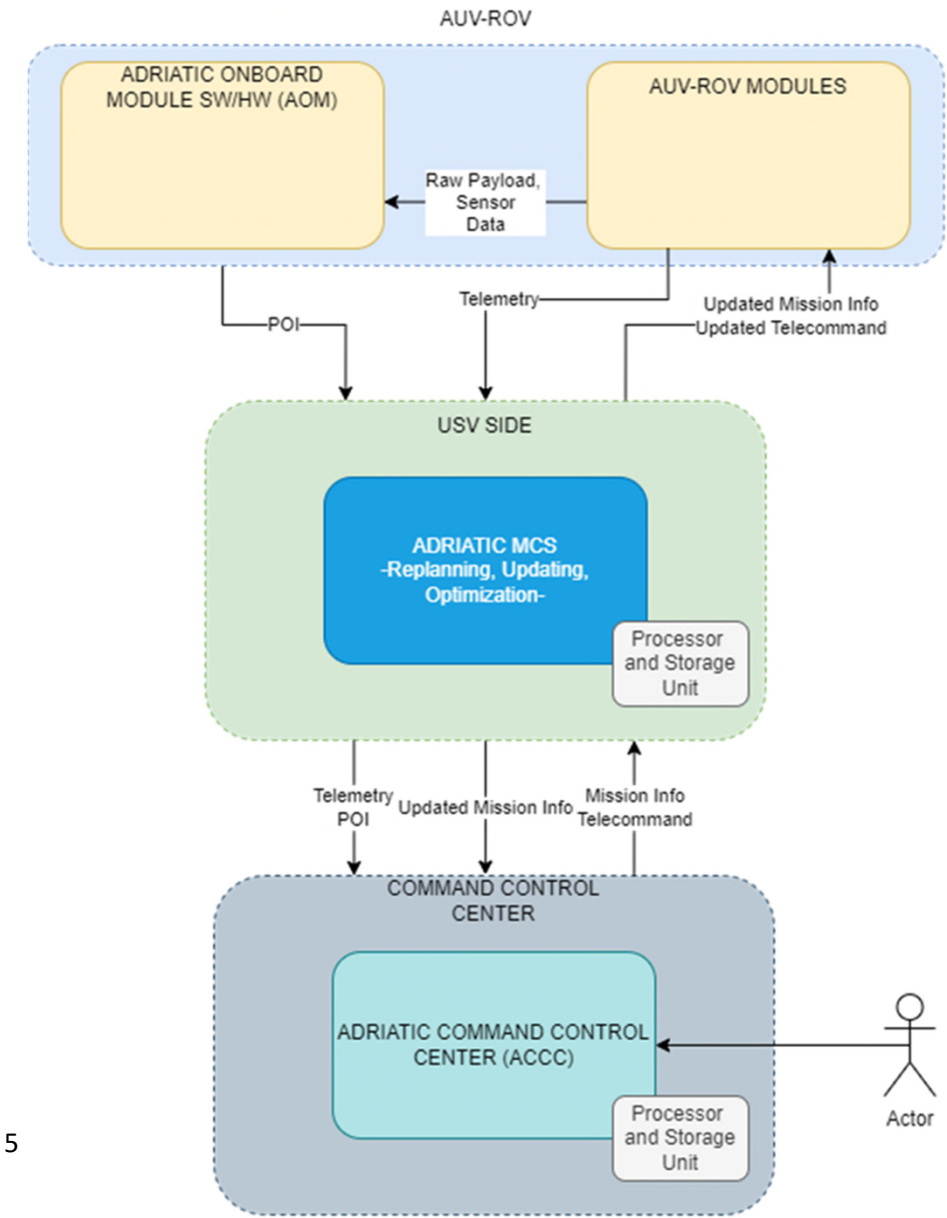 AUV-ROV
ADRIATIC ONBOARD
MODULE SW/HW (AOM)
AUV-ROV MODULES
Raw Payload,
Sensor
Data
Telemetry
Updated Mission Info
Updated Telecommand
POI
USV SIDE
ADRIATIC MCS
-Replanning, Updating,
Optimization-
Processor
and Storage
Unit
Telemetry
POI
Updated Mission Info
Mission Info
Telecommand
COMMAND CONTROL
CENTER
ADRIATIC COMMAND CONTROL
CENTER (ACCC)
Processor
and Storage
Unit
Actor
5